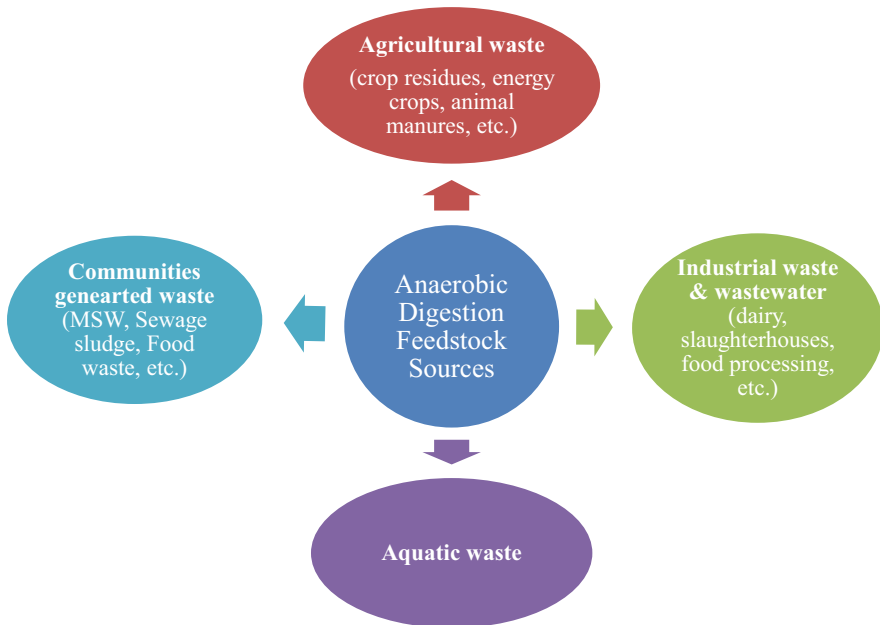 Agricultural waste
(crop residues, energy
crops, animal
manures, etc.)
Communities
genearted waste
(MSW, Sewage
sludge, Food
waste, etc.)
Anaerobic
Digestion
Feedstock
Sources
Industrial waste
& wastewater
(dairy,
slaughterhouses,
food processing,
etc.)
Aquatic waste